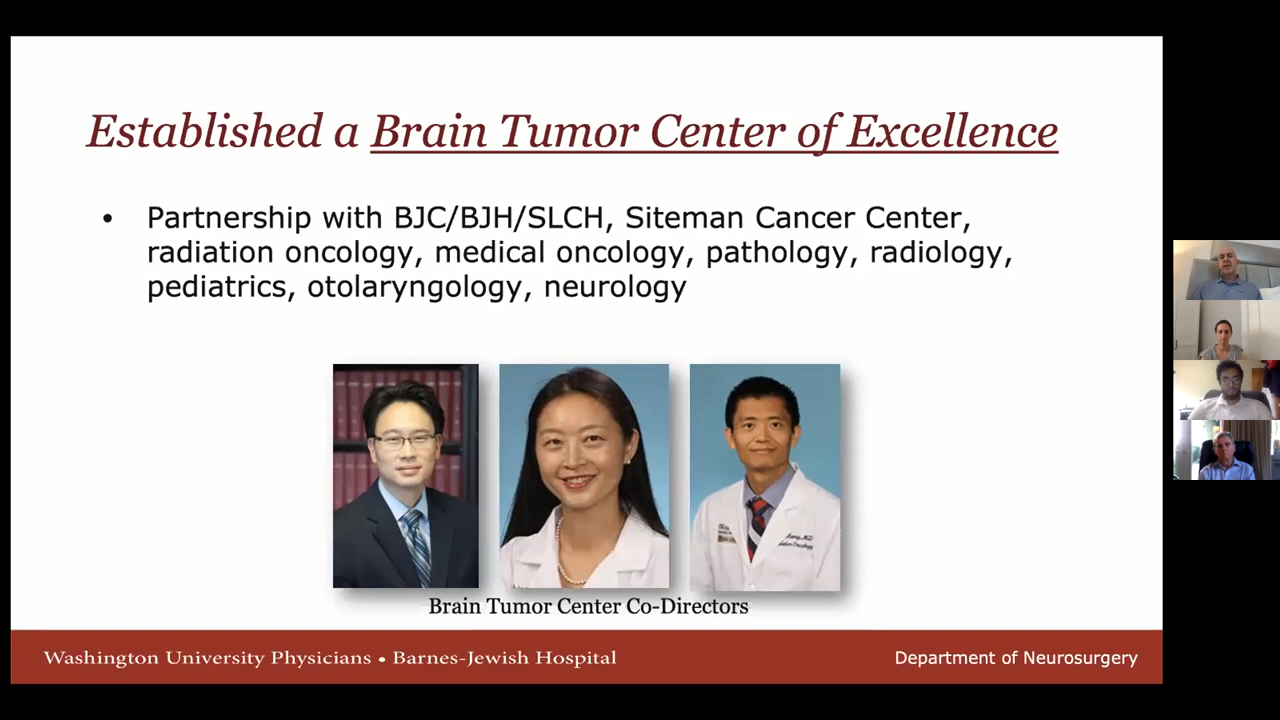 Established a Brain Tumor Center of Excellence
• Partnership with BJC/BJH/SLCH, Siteman Cancer Center,
radiation oncology, medical oncology, pathology, radiology,
pediatrics, otolaryngology, neurology
Brain Tumor Center Co-Directors
Washington University Physicians • Barnes-Jewish Hospital
Department of Neurosurgery